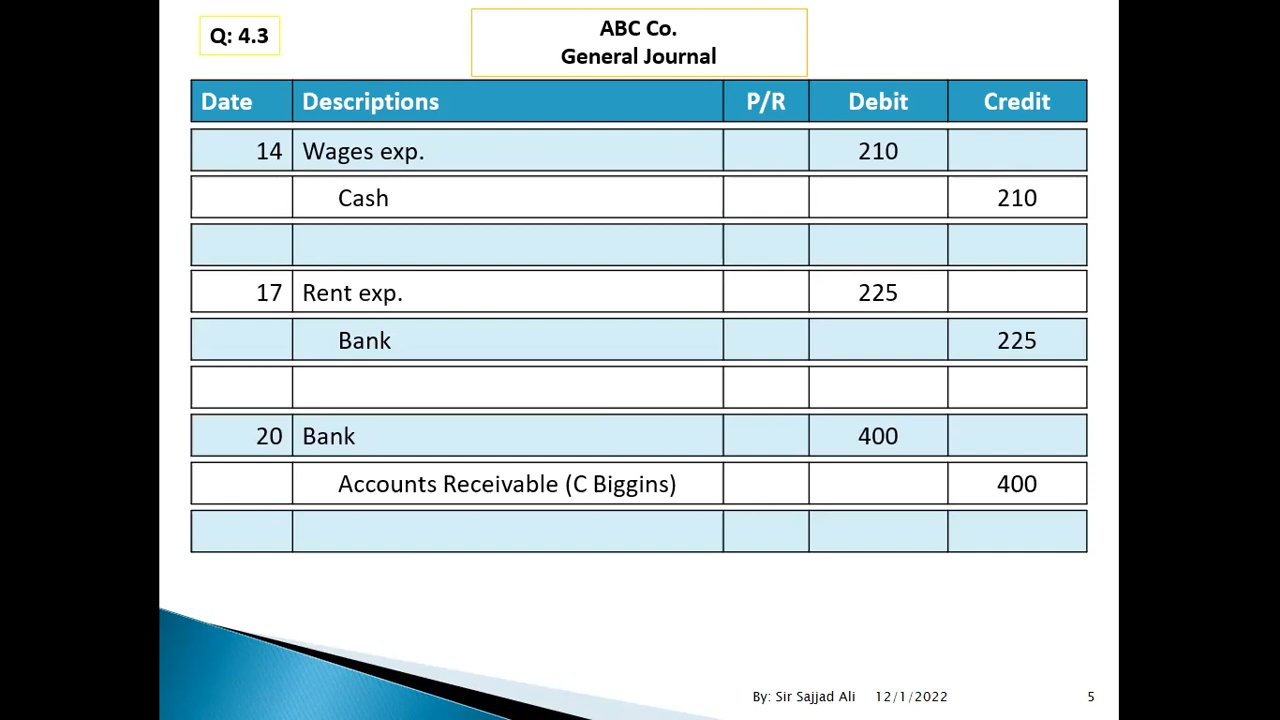 Q: 4.3
ABC Co.
General Journal
Date Descriptions P/R Debit Credit
14 Wages exp. 210
Cash 210
17 Rent exp. 225
Bank 225
20 Bank 400
Accounts Receivable (C Biggins) 400
By: Sir Sajjad Ali 12/1/2022 5